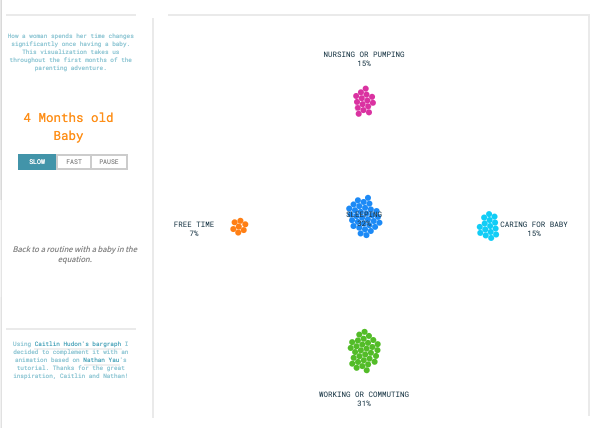 How a woman spends her time changes
significantly once having a baby.
This visualization takes us
throughout the first months of the
parenting adventure.
4 Months old
Baby
SLOW
FAST
PAUSE
Back to a routine with a baby in the
equation.
Using Caitlin Hudon's bargraph I
decided to complement it with an
animation based on Nathan Yau's
tutorial. Thanks for the great
inspiration, Caitlin and Nathan!
NURSING OR PUMPING
15%
SLEEPING
FREE TIME
7%
CARING FOR BABY
15%
WORKING OR COMMUTING
31%